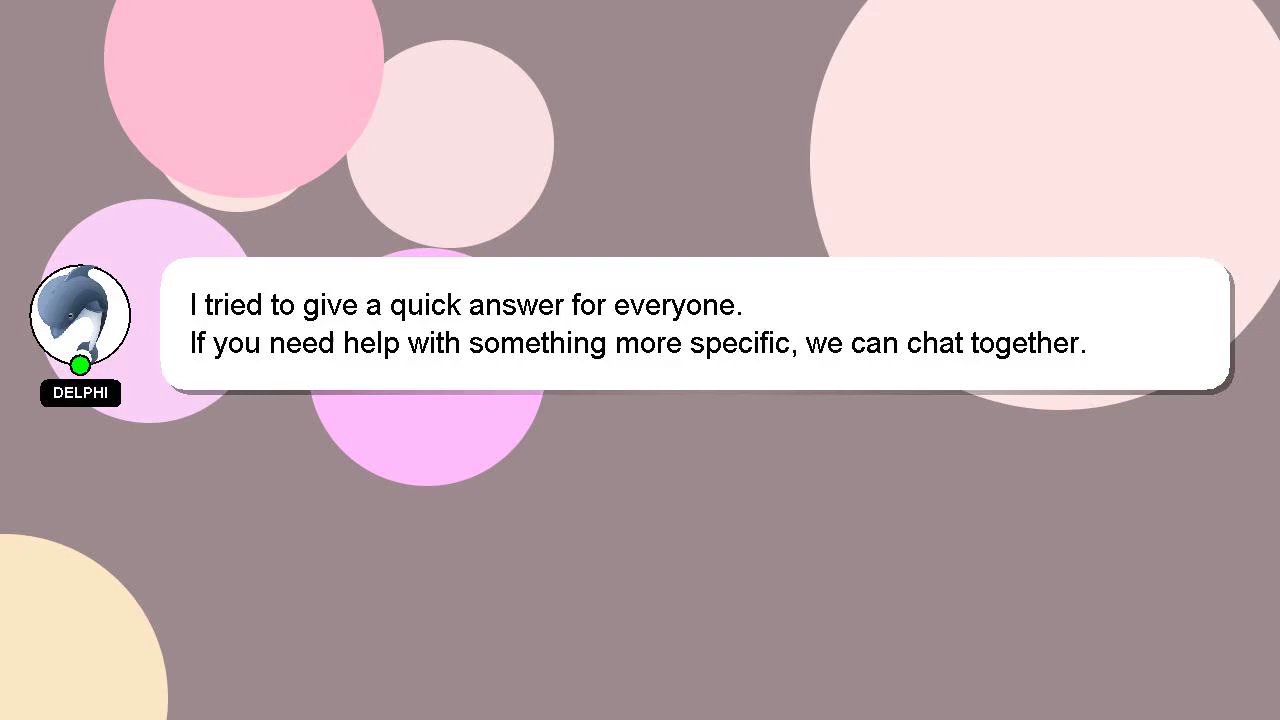 I tried to give a quick answer for everyone.
If you need help with something more specific, we can chat together.
DELPHI